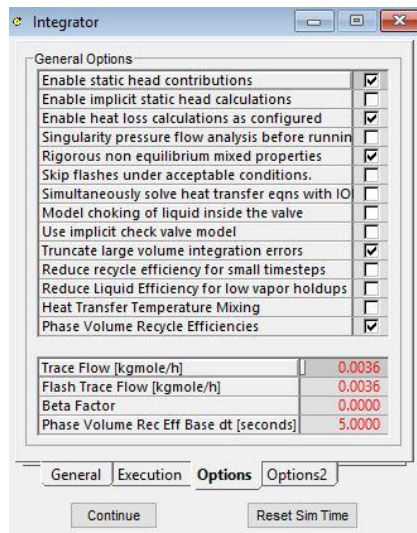 Integrator
General Options
Enable static head contributions
Enable implicit static head calculations
Enable heat loss calculations as configured
Singularity pressure flow analysis before runnin
Rigorous non equilibrium mixed properties
Skip flashes under acceptable conditions.
Simultaneously solve heat transfer eqns with IO
Model choking of liquid inside the valve
Use implicit check valve model
Truncate large volume integration errors
Reduce recycle efficiency for small timesteps
Reduce Liquid Efficiency for low vapor holdups
Heat Transfer Temperature Mixing
Phase Volume Recycle Efficiencies
Trace Flow [kgmole/h] 0.0036
Flash Trace Flow [kgmole/h] 0.0036
Beta Factor 0.0000
Phase Volume Rec Eff Base dt [seconds] 5.0000
General Execution Options Options2
Continue Reset Sim Time